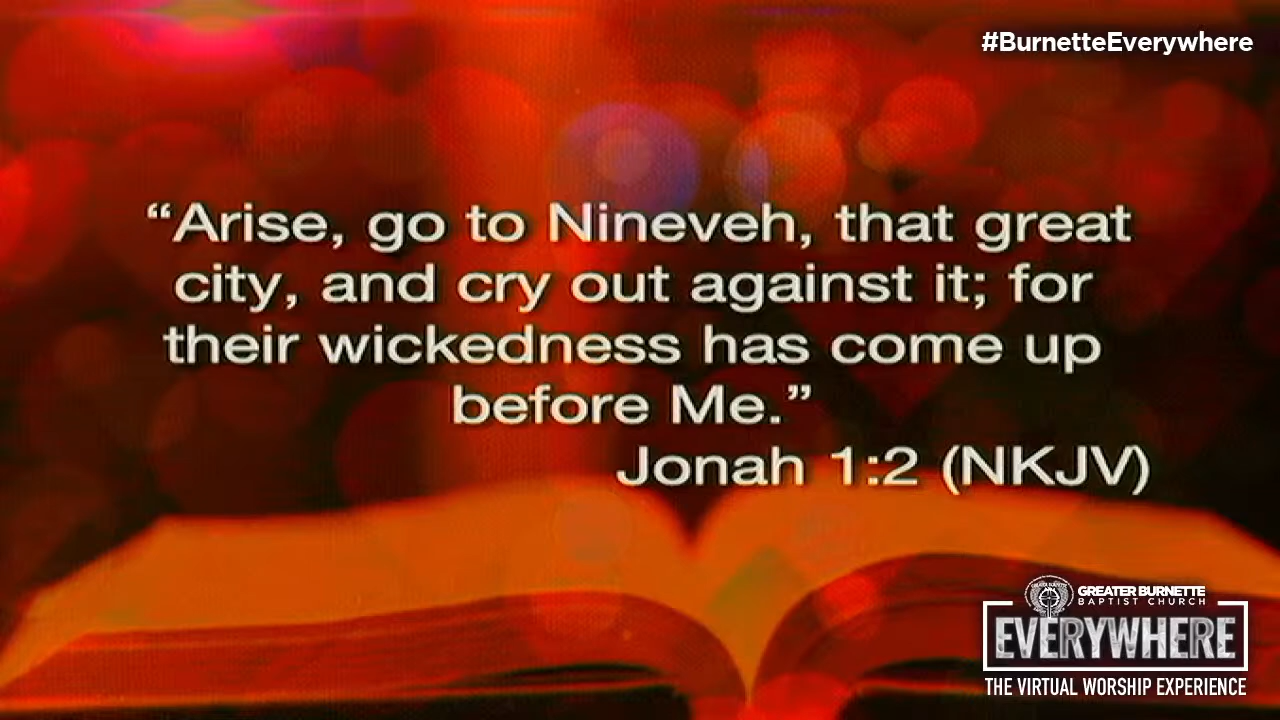 #BurnetteEverywhere
“Arise, go to Nineveh, that great
city, and cry out against it; for
their wickedness has come up
before Me.”
Jonah 1:2 (NKJV)
GREATER BURNETTE
BAPTIST CHURCH
EVERYWHERE
THE VIRTUAL WORSHIP EXPERIENCE